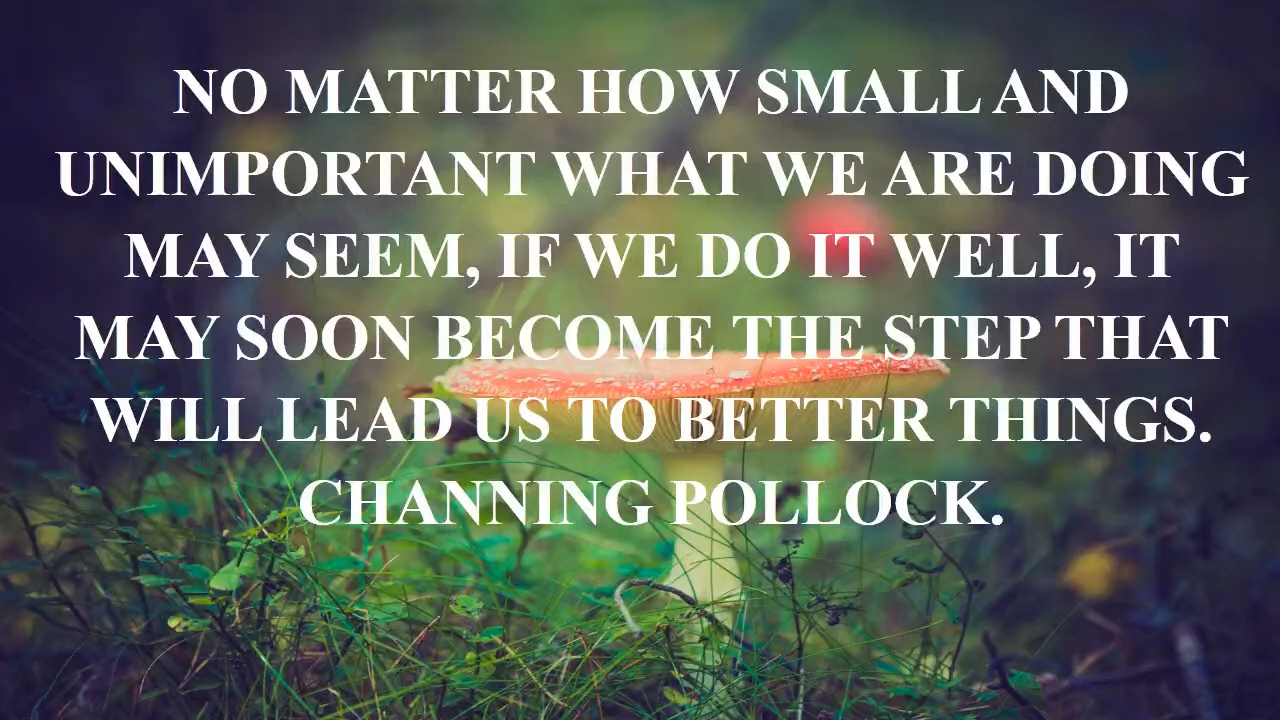 NO MATTER HOW SMALL AND
UNIMPORTANT WHAT WE ARE DOING
MAY SEEM, IF WE DO IT WELL, IT
MAY SOON BECOME THE STEP THAT
WILL LEAD US TO BETTER THINGS.
CHANNING POLLOCK.